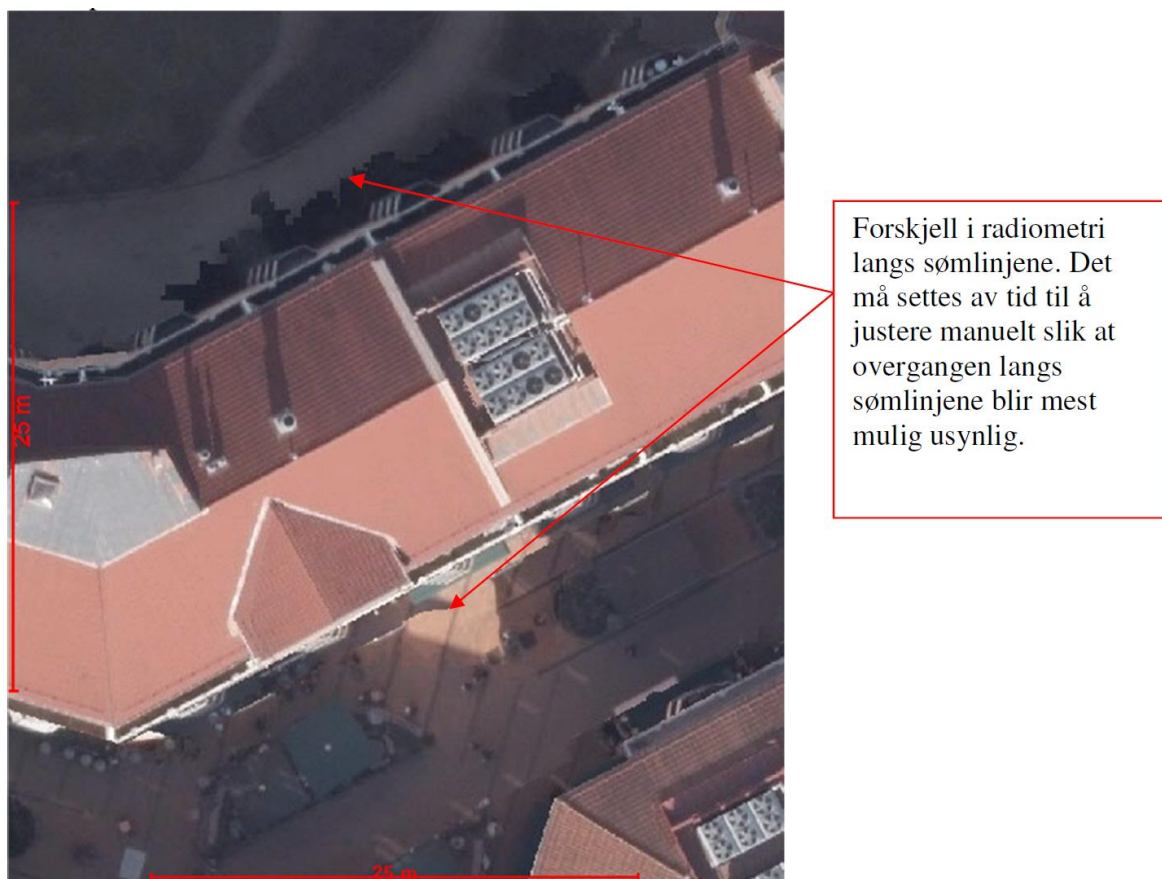 Forskjell i radiometri
langs sømlinjene. Det
må settes av tid til å
justere manuelt slik at
overgangen langs
sømlinjene blir mest
mulig usynlig.
25 m
25 m